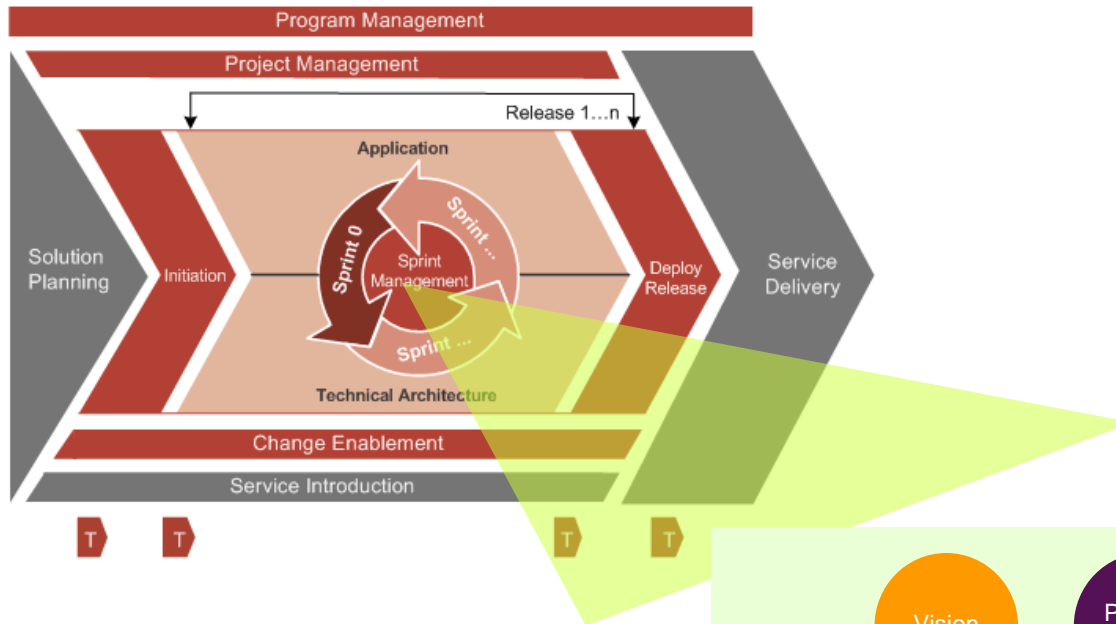 Program Management
Project Management
Release 1...n
Application
Sprint 0
Sprint ...
Sprint ...
Sprint
Management
Solution
Planning
Initiation
Deploy
Release
Service
Delivery
Technical Architecture
Change Enablement
Service Introduction
T
T
T
T
Vision